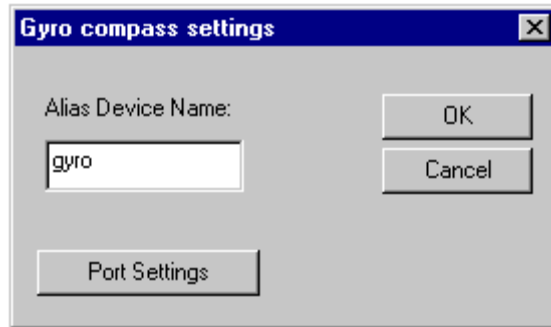 Gyro compass settings
Alias Device Name:
gyro
OK
Cancel
Port Settings